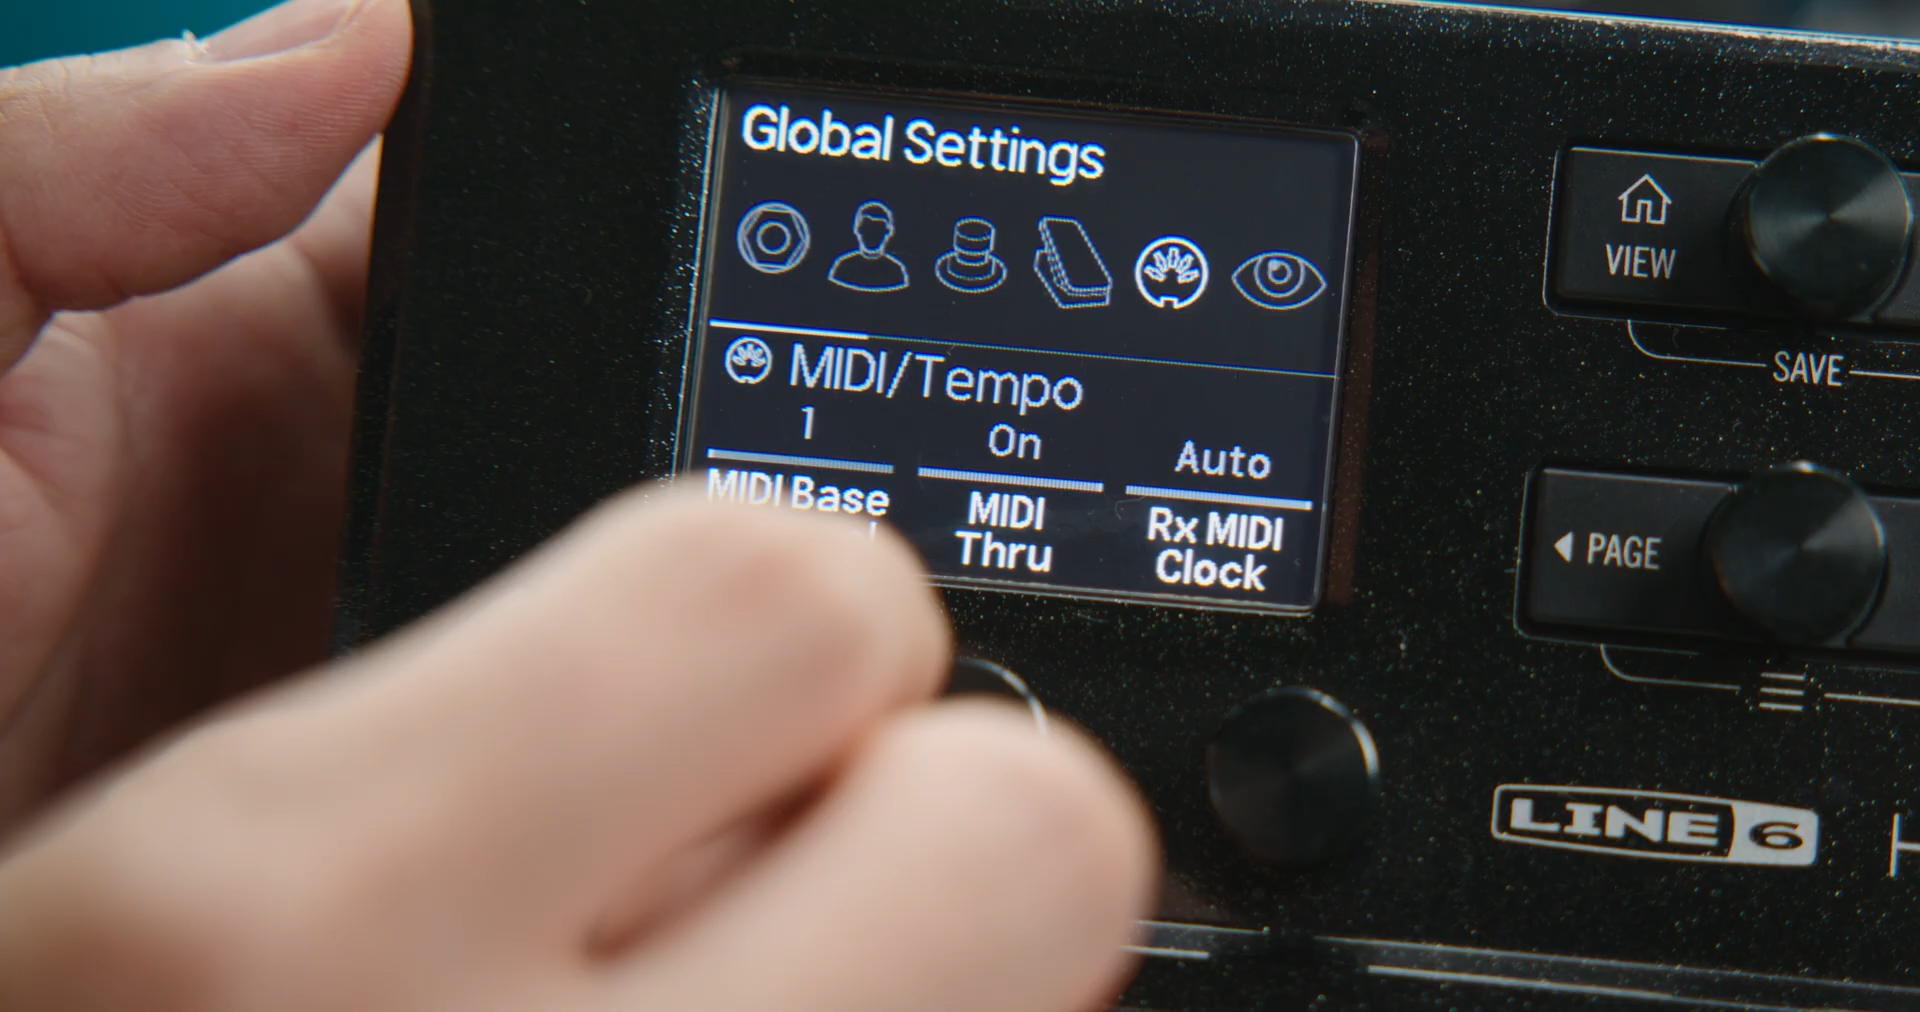 Global Settings
MIDI/Tempo
1
On
Auto
MIDI Base
MIDI
Thru
Rx MIDI
Clock
VIEW
SAVE
PAGE
LINE 6